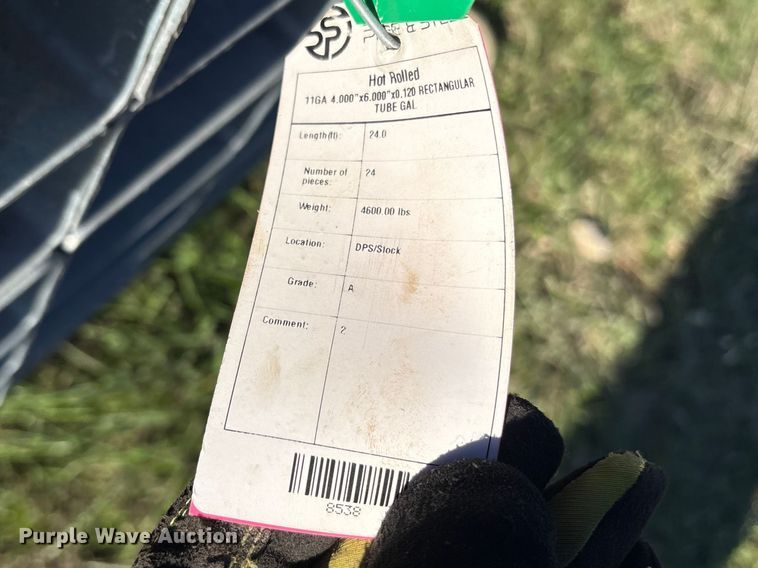 Hot Rolled
11GA 4.000"x6.000"x0.120 RECTANGULAR
TUBE GAL
Length(ft): 24.0
Number of pieces: 24
Weight: 4600.00 lbs
Location: DPS/Stock
Grade: A
Comment: 2
8538
Purple Wave Auction